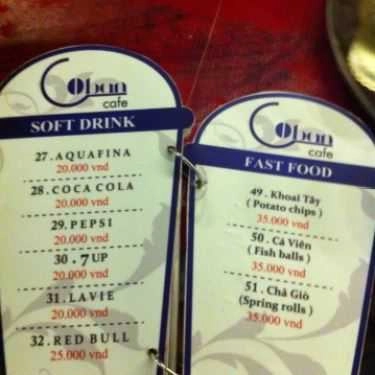 Coban
cafe
SOFT DRINK
27. AQUAFINA
20.000 vnd
28. COCA COLA
20.000 vnd
29. PEPSI
20.000 vnd
30. 7 UP
20.000 vnd
31. LAVIE
20.000 vnd
32. RED BULL
25.000 vnd
Coban
cafe
FAST FOOD
49. Khoai Tây
( Potato chips )
35.000 vnd
50. Cá Viên
( Fish balls )
35.000 vnd
51. Chả Giò
(Spring rolls )
35.000 vnd